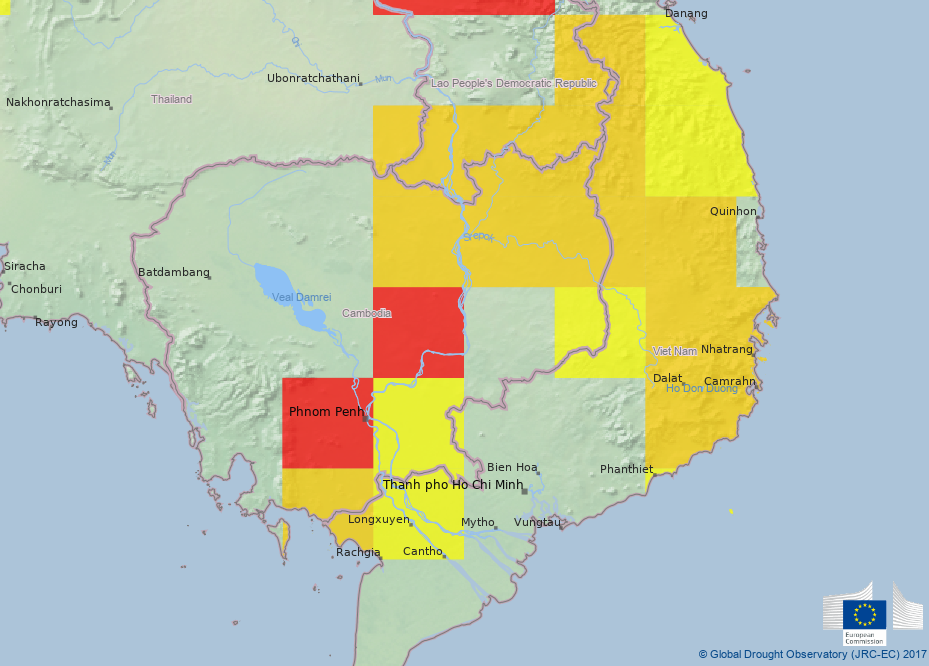 Danang
Ubonratchathani
Mun
Lao People's Democratic Republic
Nakhonratchasima
Thailand
Mun
Quinhon
Srepok
Siracha
Batdambang
Chonburi
Veal Damrei
Cambodia
Rayong
Viet Nam
Nhatrang
Dalat
Camrahn
Ho Don Duong
Phnom Penh
Bien Hoa
Phanthiet
Thanh pho Ho Chi Minh
Longxuyen
Mytho
Vungtau
Rachgia
Cantho
European
Commission
© Global Drought Observatory (JRC-EC) 2017